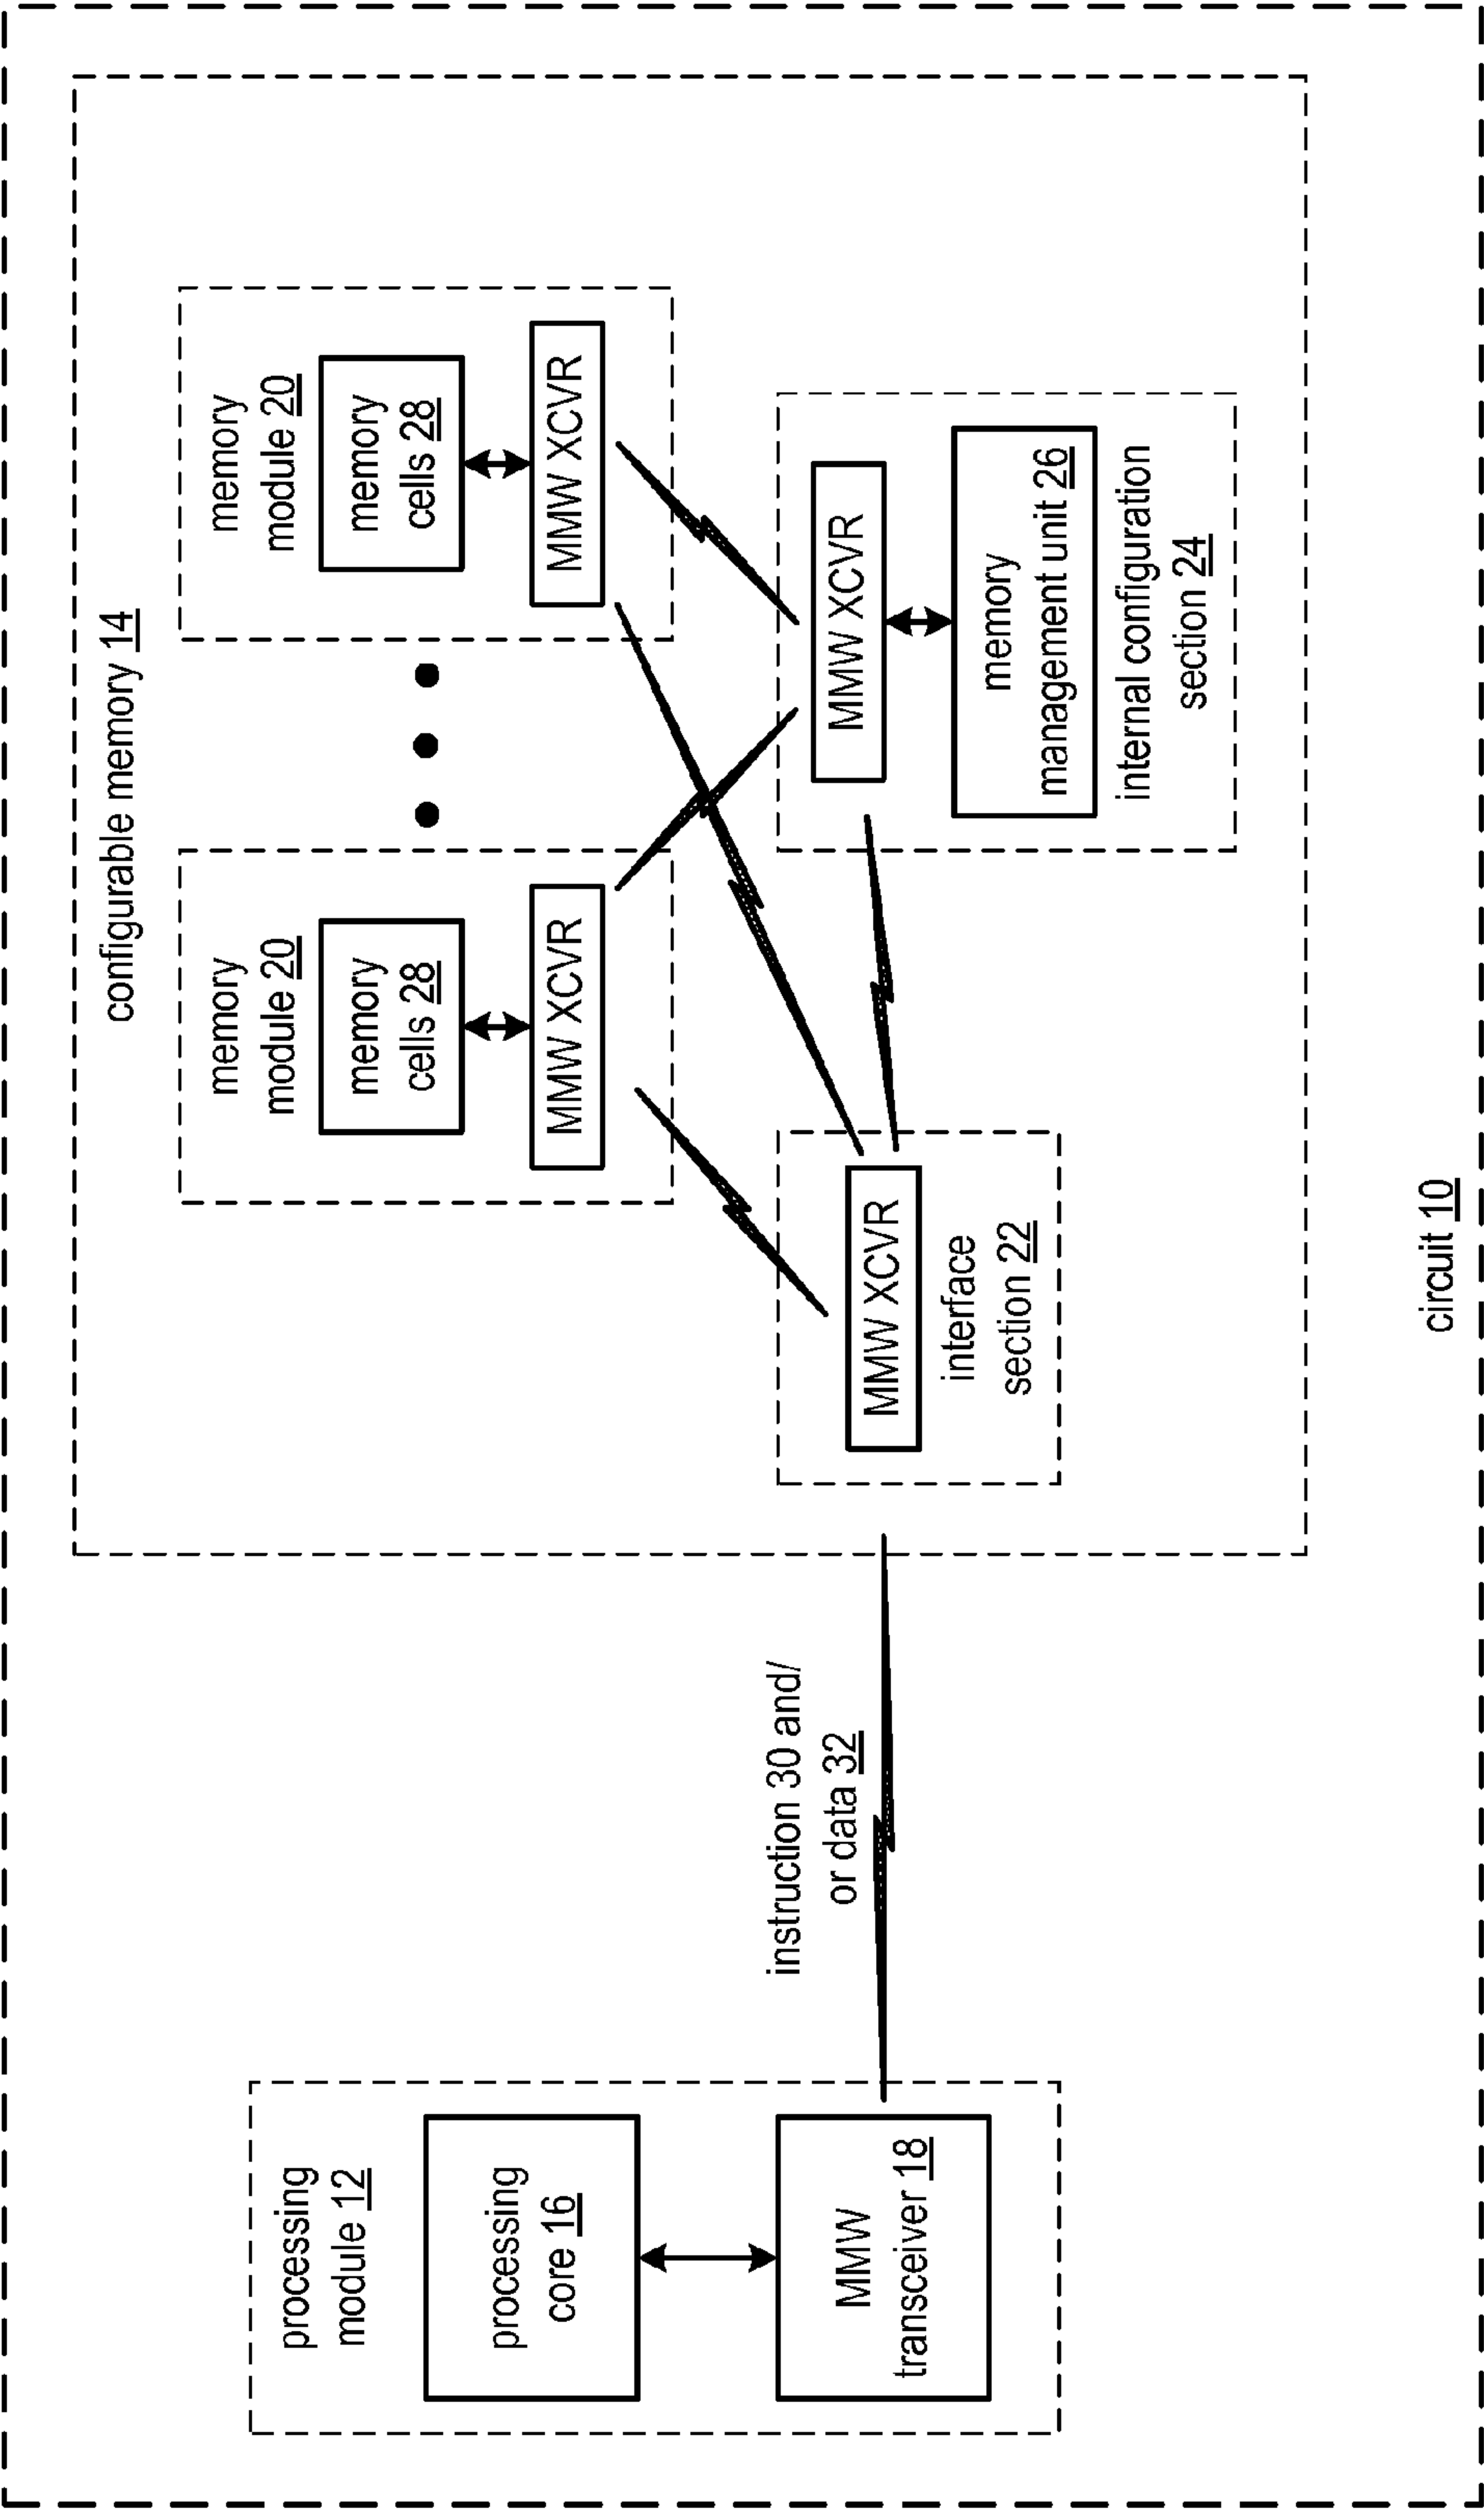 configurable memory 14
memory
module 20
memory
cells 28
MMW XCVR
memory
module 20
memory
cells 28
MMW XCVR
processing
module 12
processing
core 16
MMW
transceiver 18
instruction 30 and/
or data 32
MMW XCVR
interface
section 22
MMW XCVR
memory
management unit 26
internal configuration
section 24
circuit 10